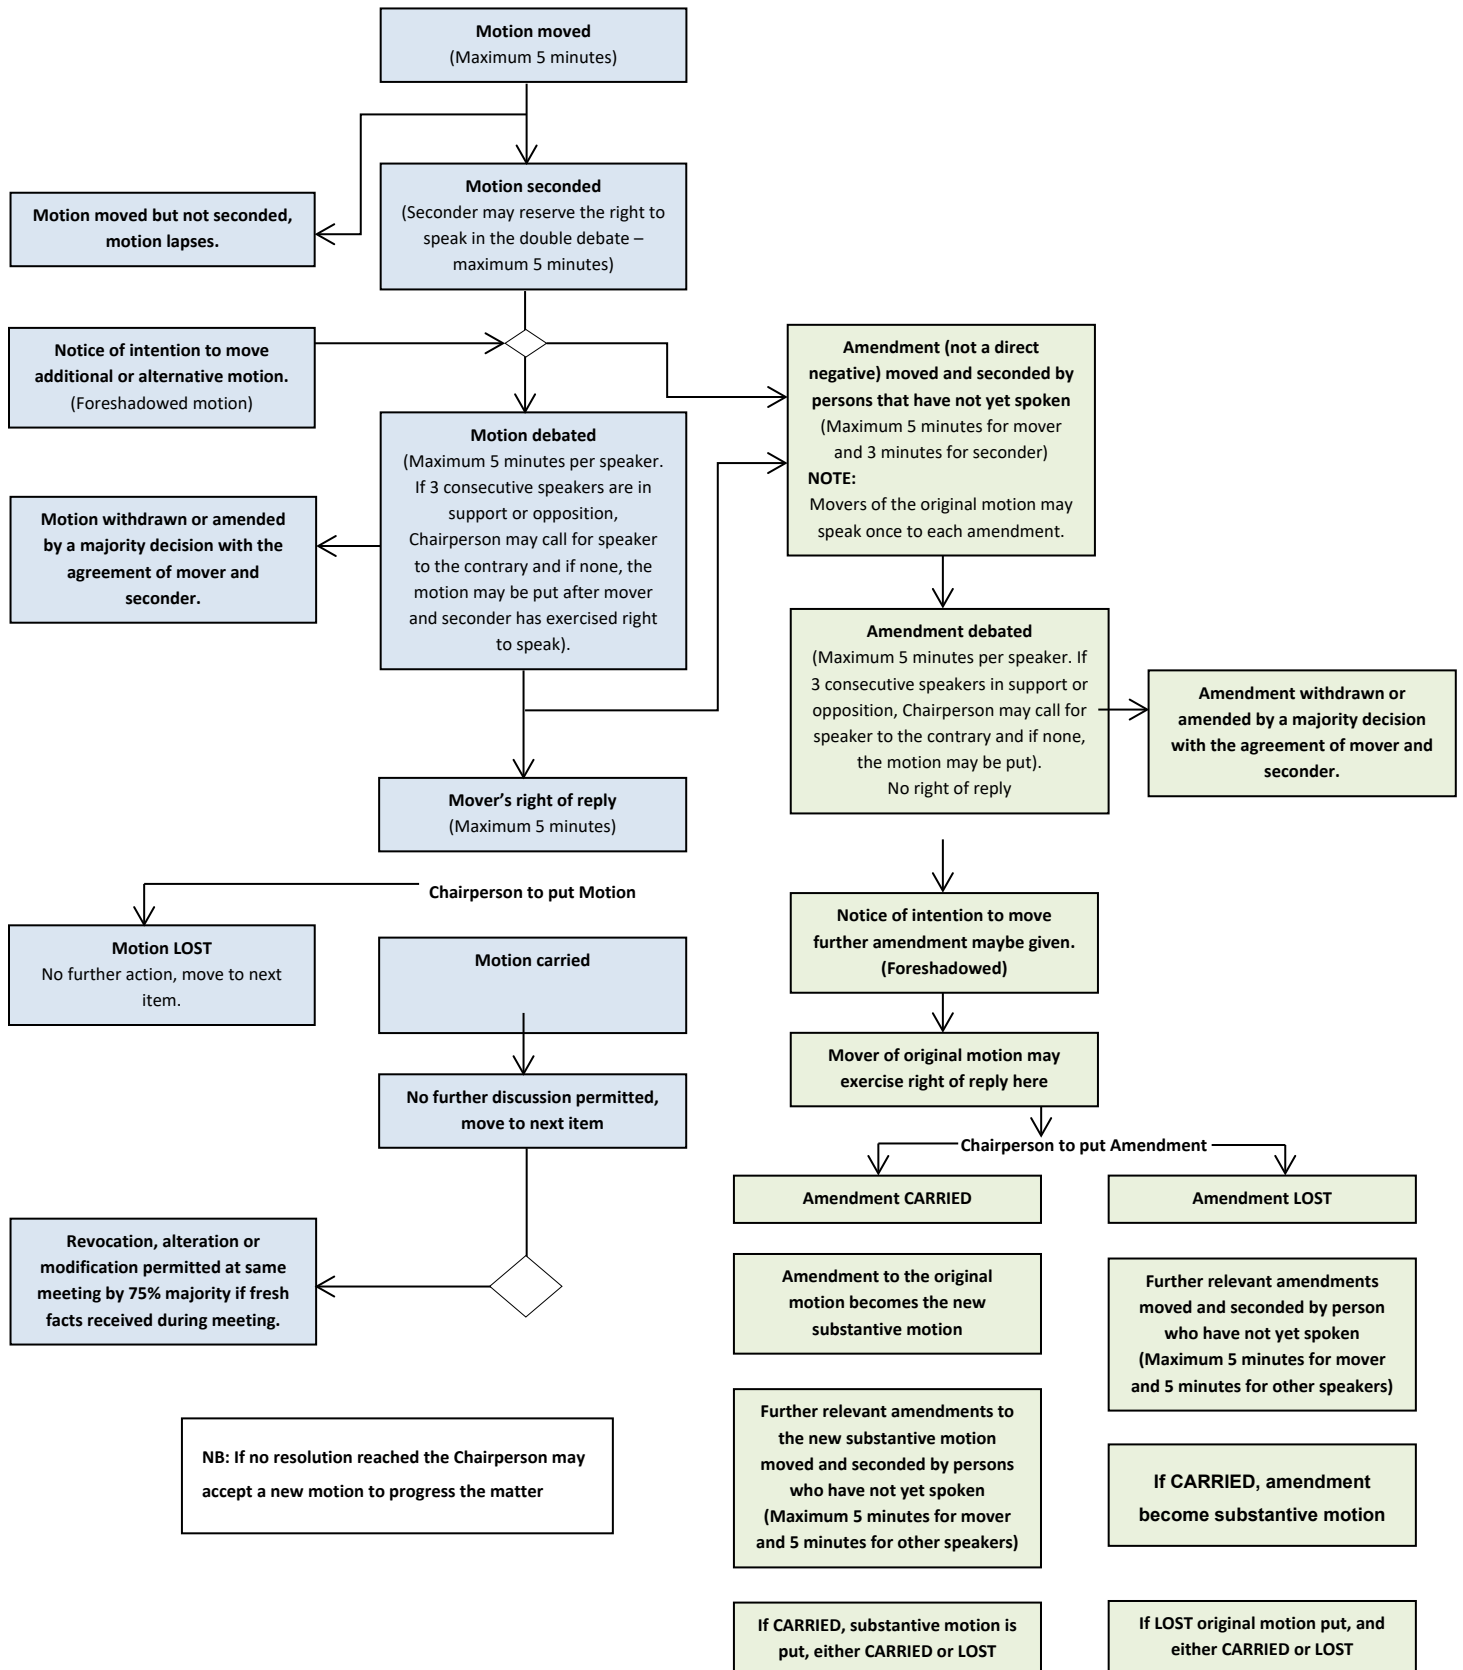 Motion moved
(Maximum 5 minutes)
Motion seconded
(Seconder may reserve the right to
speak in the double debate –
maximum 5 minutes)
Motion moved but not seconded,
motion lapses.
Notice of intention to move
additional or alternative motion.
(Foreshadowed motion)
Motion debated
(Maximum 5 minutes per speaker.
If 3 consecutive speakers are in
support or opposition,
Chairperson may call for speaker
to the contrary and if none, the
motion may be put after mover
and seconder has exercised right
to speak).
Motion withdrawn or amended
by a majority decision with the
agreement of mover and
seconder.
Mover’s right of reply
(Maximum 5 minutes)
Chairperson to put Motion
Motion LOST
No further action, move to next
item.
Motion carried
No further discussion permitted,
move to next item
Revocation, alteration or
modification permitted at same
meeting by 75% majority if fresh
facts received during meeting.
NB: If no resolution reached the Chairperson may
accept a new motion to progress the matter
Amendment (not a direct
negative) moved and seconded by
persons that have not yet spoken
(Maximum 5 minutes for mover
and 3 minutes for seconder)
NOTE:
Movers of the original motion may
speak once to each amendment.
Amendment debated
(Maximum 5 minutes per speaker. If
3 consecutive speakers in support or
opposition, Chairperson may call for
speaker to the contrary and if none,
the motion may be put).
No right of reply
Amendment withdrawn or
amended by a majority decision
with the agreement of mover and
seconder.
Notice of intention to move
further amendment maybe given.
(Foreshadowed)
Mover of original motion may
exercise right of reply here
Chairperson to put Amendment
Amendment CARRIED
Amendment to the original
motion becomes the new
substantive motion
Further relevant amendments to
the new substantive motion
moved and seconded by persons
who have not yet spoken
(Maximum 5 minutes for mover
and 5 minutes for other speakers)
If CARRIED, substantive motion is
put, either CARRIED or LOST
Amendment LOST
Further relevant amendments
moved and seconded by person
who have not yet spoken
(Maximum 5 minutes for mover
and 5 minutes for other speakers)
If CARRIED, amendment
become substantive motion
If LOST original motion put, and
either CARRIED or LOST